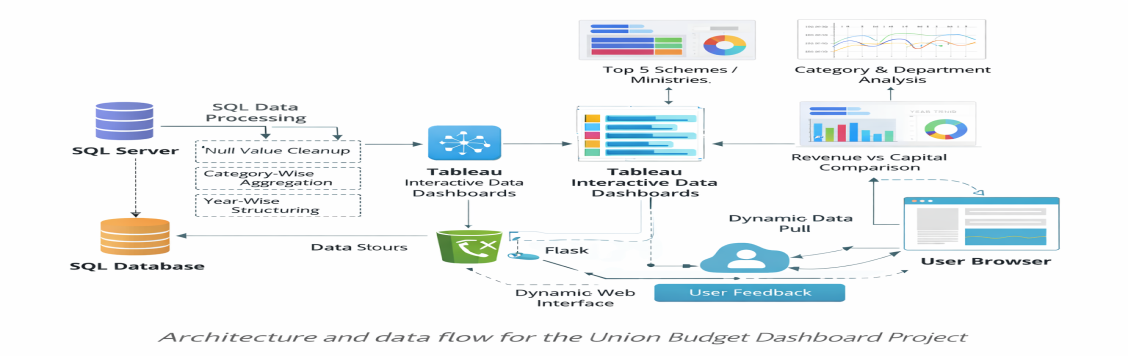 Top 5 Schemes /
Ministries.
Category & Department
Analysis
SQL Data
Processing
SQL Server
Null Value Cleanup
Category-Wise
Aggregation
Year-Wise
Structuring
Tableau
Interactive Data
Dashboards
Tableau
Interactive Data
Dashboards
YEAR TREND
Revenue vs Capital
Comparison
SQL Database
Data Stours
Flask
Dynamic Data
Pull
User Browser
Dynamic Web
Interface
User Feedback
Architecture and data flow for the Union Budget Dashboard Project